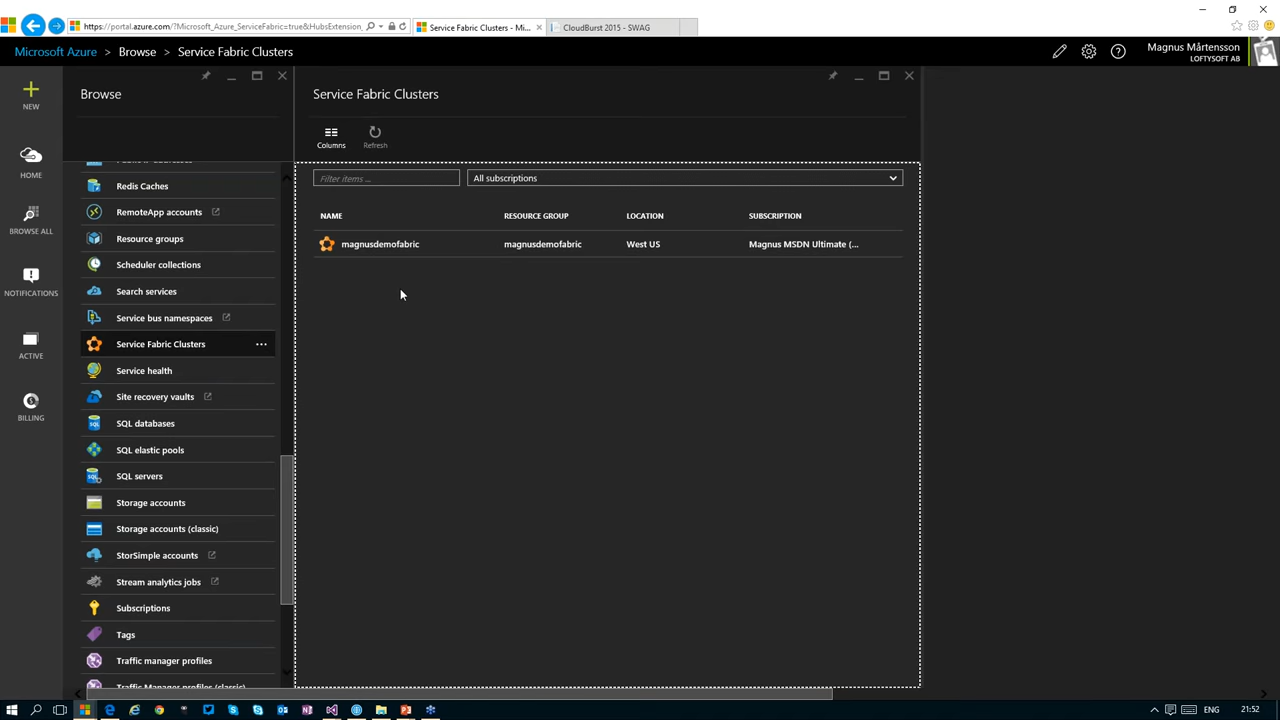 https://portal.azure.com/?Microsoft_Azure_ServiceFabric=true&HubsExtension_
Service Fabric Clusters - Mi...
CloudBurst 2015 - SWAG
Microsoft Azure > Browse > Service Fabric Clusters
Magnus Mårtensson
LOFTYSOFT AB
NEW
HOME
BROWSE ALL
NOTIFICATIONS
ACTIVE
BILLING
Browse
Redis Caches
RemoteApp accounts
Resource groups
Scheduler collections
Search services
Service bus namespaces
Service Fabric Clusters
Service health
Site recovery vaults
SQL databases
SQL elastic pools
SQL servers
Storage accounts
Storage accounts (classic)
StorSimple accounts
Stream analytics jobs
Subscriptions
Tags
Traffic manager profiles
Traffic Manager profiles (classic)
Service Fabric Clusters
Columns
Refresh
Filter items ...
All subscriptions
NAME RESOURCE GROUP LOCATION SUBSCRIPTION
magnusdemofabric magnusdemofabric West US Magnus MSDN Ultimate (...
ENG
21:52